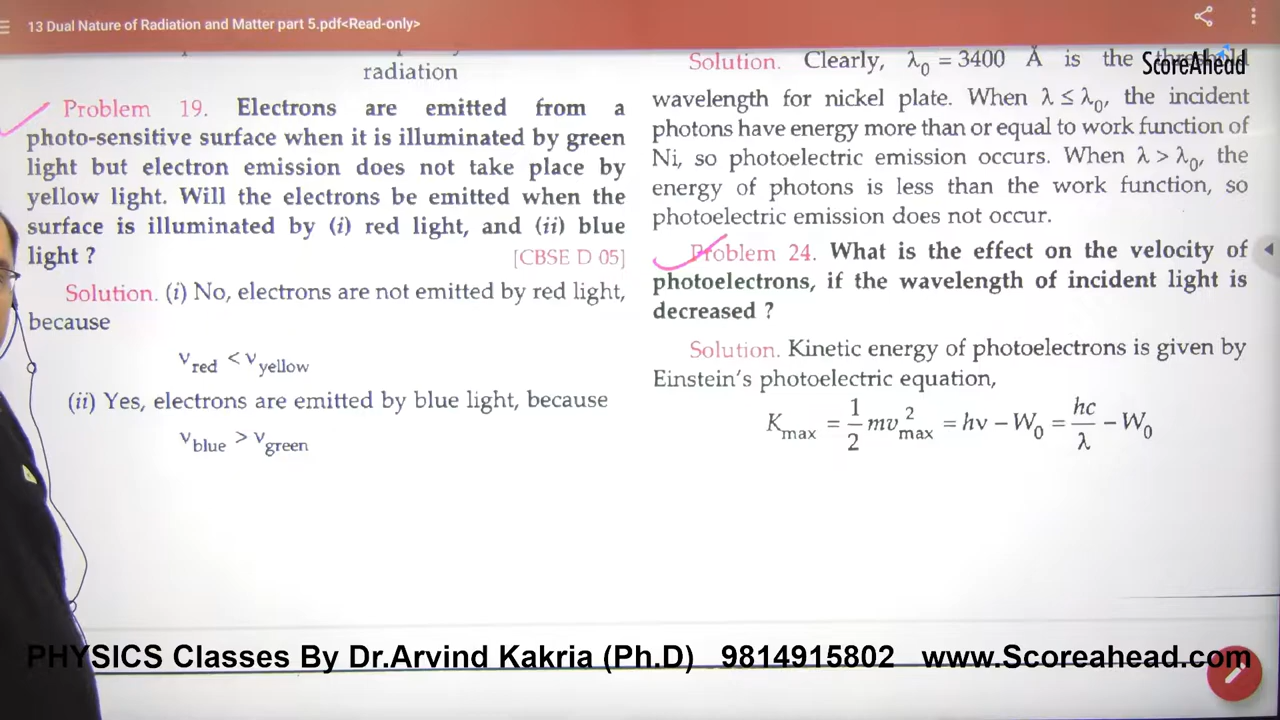 13 Dual Nature of Radiation and Matter part 5.pdf<Read-only>
ScoreAhead
radiation
Problem 19. Electrons are emitted from a
photo-sensitive surface when it is illuminated by green
light but electron emission does not take place by
yellow light. Will the electrons be emitted when the
surface is illuminated by (i) red light, and (ii) blue
light ? [CBSE D 05]
Solution. (i) No, electrons are not emitted by red light,
because
ν_red < ν_yellow
(ii) Yes, electrons are emitted by blue light, because
ν_blue > ν_green
Solution. Clearly, λ₀ = 3400 Å is the threshold
wavelength for nickel plate. When λ ≤ λ₀, the incident
photons have energy more than or equal to work function of
Ni, so photoelectric emission occurs. When λ > λ₀, the
energy of photons is less than the work function, so
photoelectric emission does not occur.
Problem 24. What is the effect on the velocity of
photoelectrons, if the wavelength of incident light is
decreased ?
Solution. Kinetic energy of photoelectrons is given by
Einstein's photoelectric equation,
K_max = 1/2 mv²_max = hν − W₀ = hc/λ − W₀
PHYSICS Classes By Dr.Arvind Kakria (Ph.D) 9814915802 www.Scoreahead.com